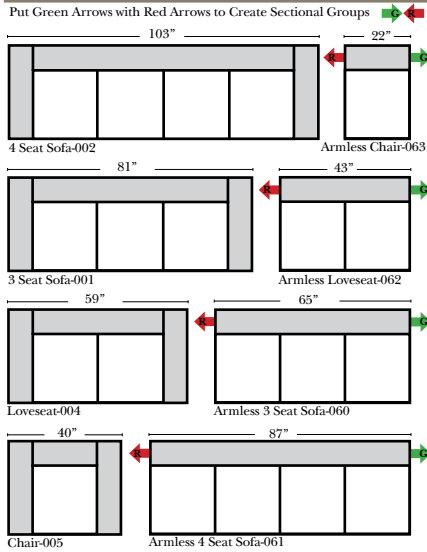 Put Green Arrows with Red Arrows to Create Sectional Groups G R
103” 22”
R G
4 Seat Sofa-002 Armless Chair-063
81” 43”
R G
3 Seat Sofa-001 Armless Loveseat-062
59” 65”
R G
Loveseat-004 Armless 3 Seat Sofa-060
40” 87”
R G
Chair-005 Armless 4 Seat Sofa-061